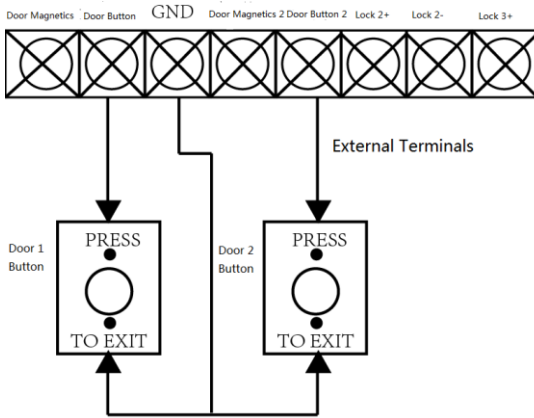 Door Magnetics Door Button GND Door Magnetics 2 Door Button 2 Lock 2+ Lock 2- Lock 3+
External Terminals
Door 1
Button
PRESS
TO EXIT
Door 2
Button
PRESS
TO EXIT